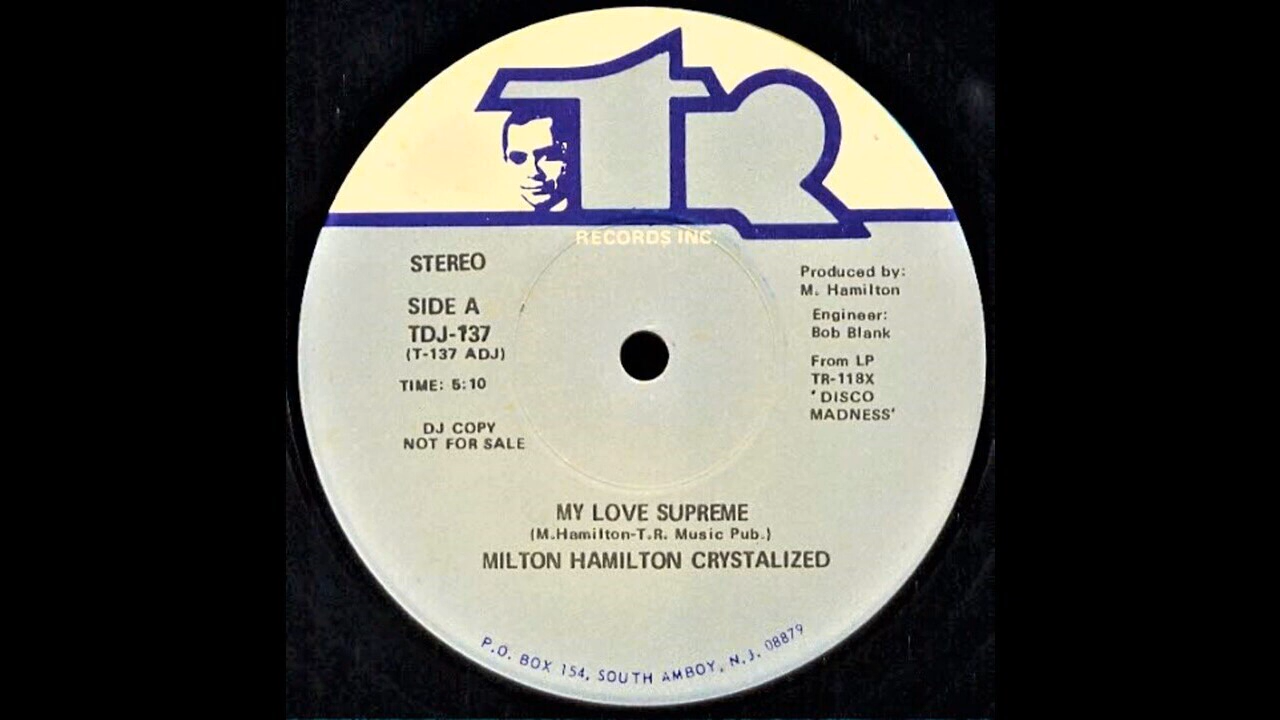 TR
RECORDS INC.
STEREO
SIDE A
TDJ-137
(T-137 ADJ)
TIME: 5:10
DJ COPY
NOT FOR SALE
Produced by:
M. Hamilton
Engineer:
Bob Blank
From LP
TR-118X
'DISCO
MADNESS'
MY LOVE SUPREME
(M.Hamilton-T.R. Music Pub.)
MILTON HAMILTON CRYSTALIZED
P.O. BOX 154, SOUTH AMBOY, N.J. 08879